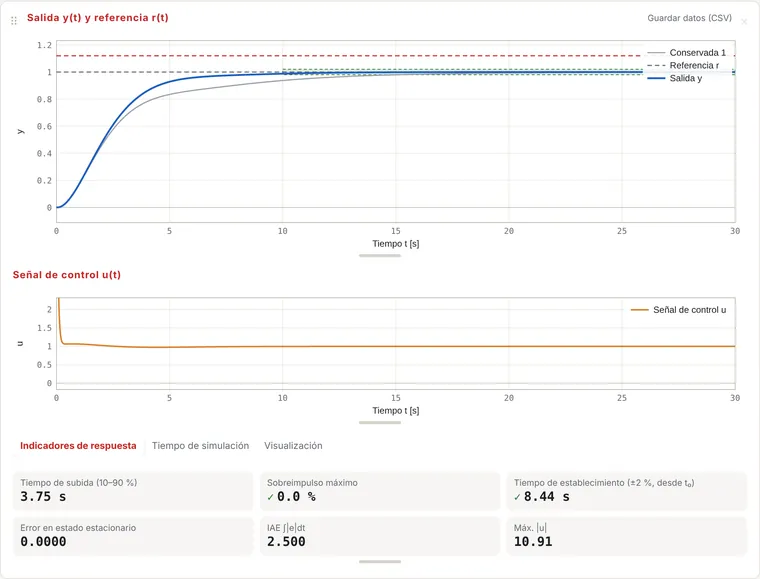 Salida y(t) y referencia r(t)
Guardar datos (CSV)
1.2
1
0.8
0.6
0.4
0.2
0
y
Conservada 1
Referencia r
Salida y
0 5 10 15 20 25 30
Tiempo t [s]
Señal de control u(t)
2
1.5
1
0.5
0
u
Señal de control u
0 5 10 15 20 25 30
Tiempo t [s]
Indicadores de respuesta Tiempo de simulación Visualización
Tiempo de subida (10–90 %)
3.75 s
Sobreimpulso máximo
✓ 0.0 %
Tiempo de establecimiento (±2 %, desde t₀)
✓ 8.44 s
Error en estado estacionario
0.0000
IAE ∫|e|dt
2.500
Máx. |u|
10.91